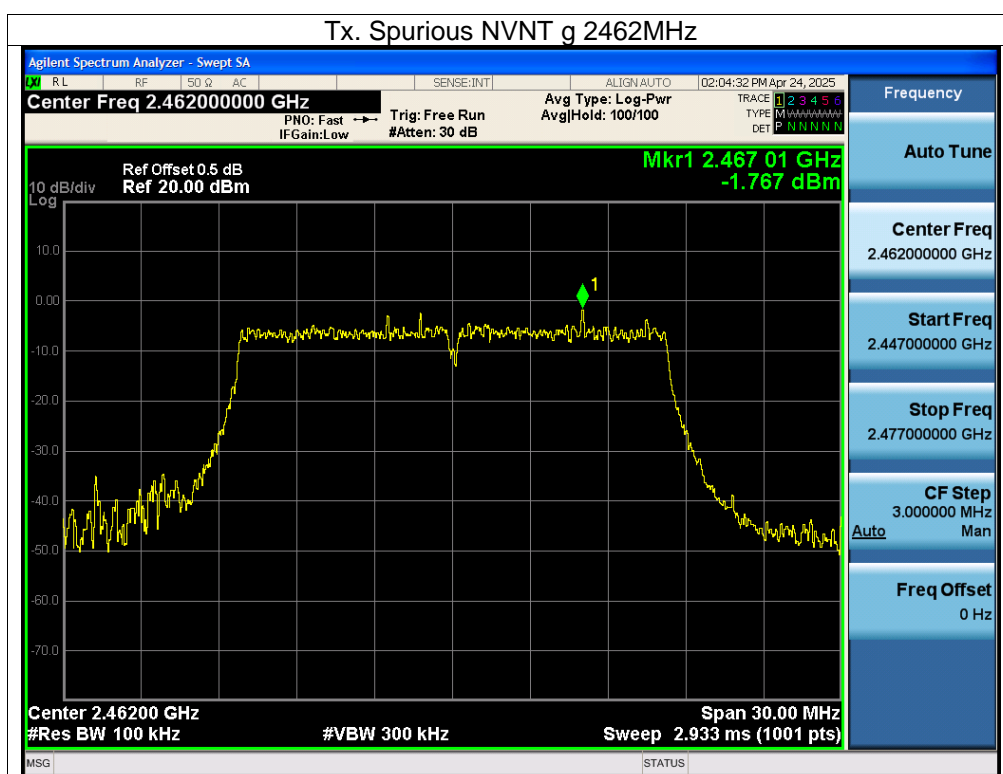 Tx. Spurious NVNT g 2462MHz
Agilent Spectrum Analyzer - Swept SA
LXI RL RF 50 Ω AC SENSE:INT ALIGN AUTO 02:04:32 PM Apr 24, 2025
Center Freq 2.462000000 GHz
PNO: Fast
IFGain:Low
Trig: Free Run
#Atten: 30 dB
Avg Type: Log-Pwr
Avg|Hold: 100/100
TRACE 1 2 3 4 5 6
TYPE M WWWWW
DET P N N N N N
Ref Offset 0.5 dB
10 dB/div Ref 20.00 dBm
Log
Mkr1 2.467 01 GHz
-1.767 dBm
1
10.0
0.00
-10.0
-20.0
-30.0
-40.0
-50.0
-60.0
-70.0
Center 2.46200 GHz Span 30.00 MHz
#Res BW 100 kHz #VBW 300 kHz Sweep 2.933 ms (1001 pts)
MSG STATUS
Frequency
Auto Tune
Center Freq
2.462000000 GHz
Start Freq
2.447000000 GHz
Stop Freq
2.477000000 GHz
CF Step
3.000000 MHz
Auto Man
Freq Offset
0 Hz